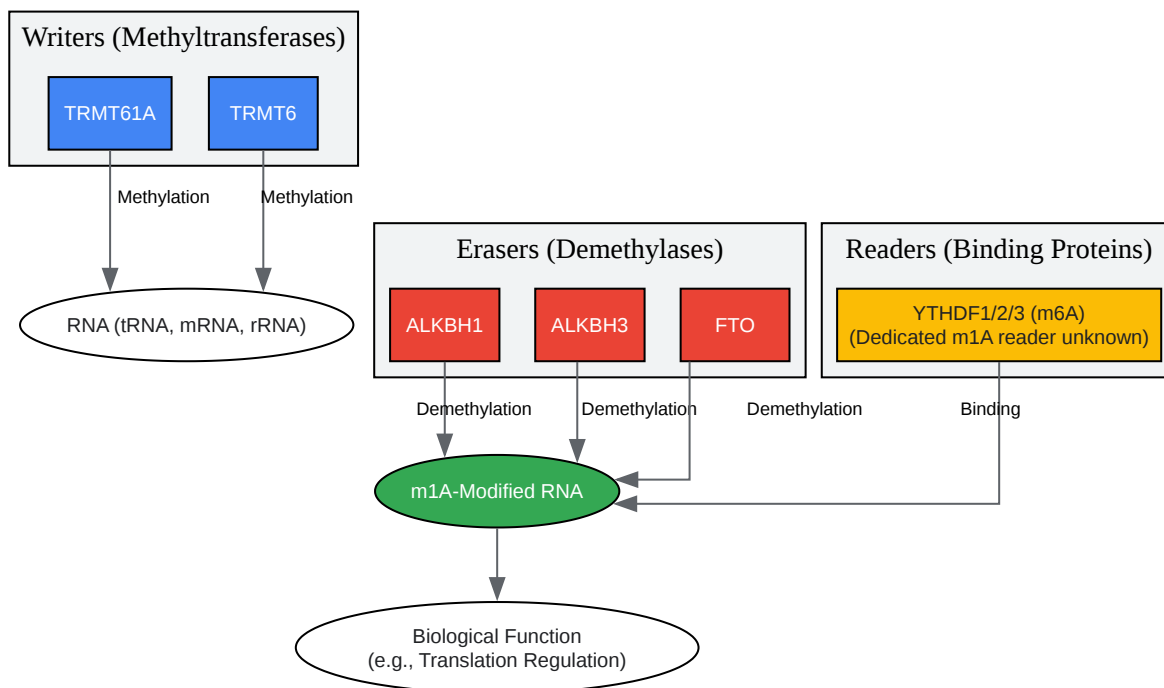 Writers (Methyltransferases)
TRMT61A
TRMT6
Methylation
Methylation
RNA (tRNA, mRNA, rRNA)
Erasers (Demethylases)
ALKBH1
ALKBH3
FTO
Readers (Binding Proteins)
YTHDF1/2/3 (m6A)
(Dedicated m1A reader unknown)
Demethylation
Demethylation
Demethylation
Binding
m1A-Modified RNA
Biological Function
(e.g., Translation Regulation)